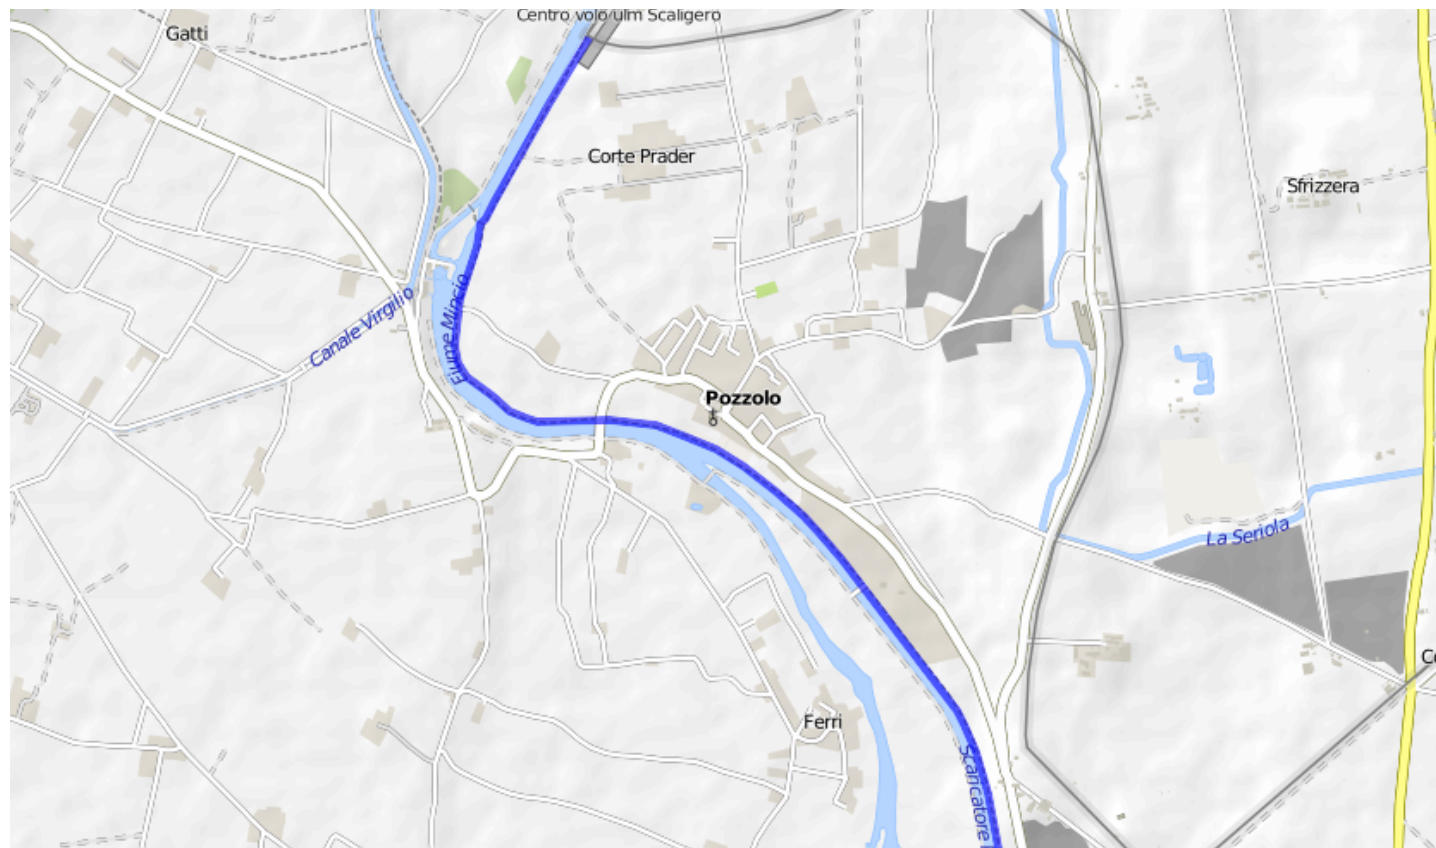 Centro volo ulm Scaligero
Gatti
Corte Prader
Sfrizzera
Fiume Mincio
Canale Virgilio
Pozzolo
La Seriola
Ferri
Scaricatore